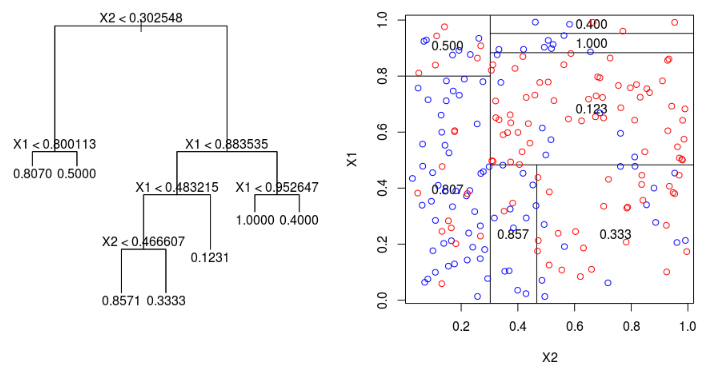 X2 < 0.302548
X1 < 0.800113
0.8070 0.5000
X1 < 0.883535
X1 < 0.483215
X1 < 0.952647
1.0000 0.4000
X2 < 0.466607
0.1231
0.8571 0.3333
X1
1.0
0.8
0.6
0.4
0.2
0.0
0.400
1.000
0.500
0.123
0.807
0.857
0.333
0.2 0.4 0.6 0.8 1.0
X2